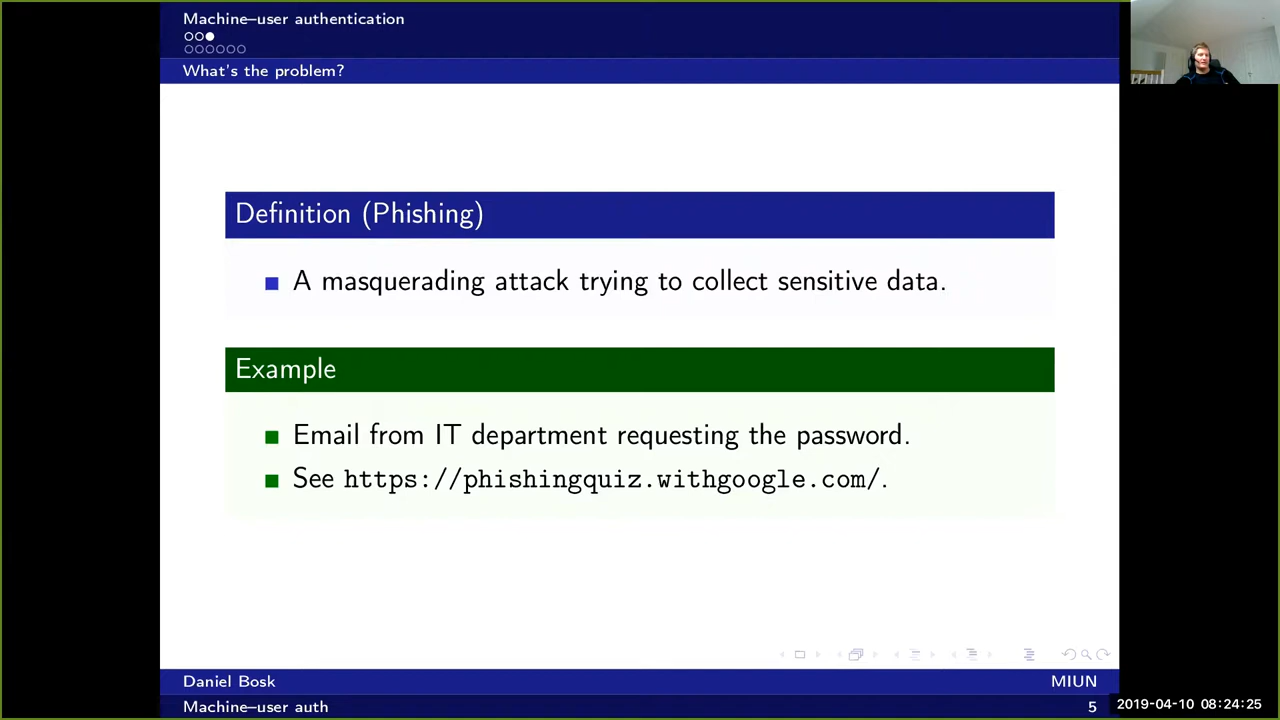 Machine–user authentication
What's the problem?
Definition (Phishing)
A masquerading attack trying to collect sensitive data.
Example
Email from IT department requesting the password.
See https://phishingquiz.withgoogle.com/.
Daniel Bosk
MIUN
Machine–user auth
5
2019-04-10 08:24:25